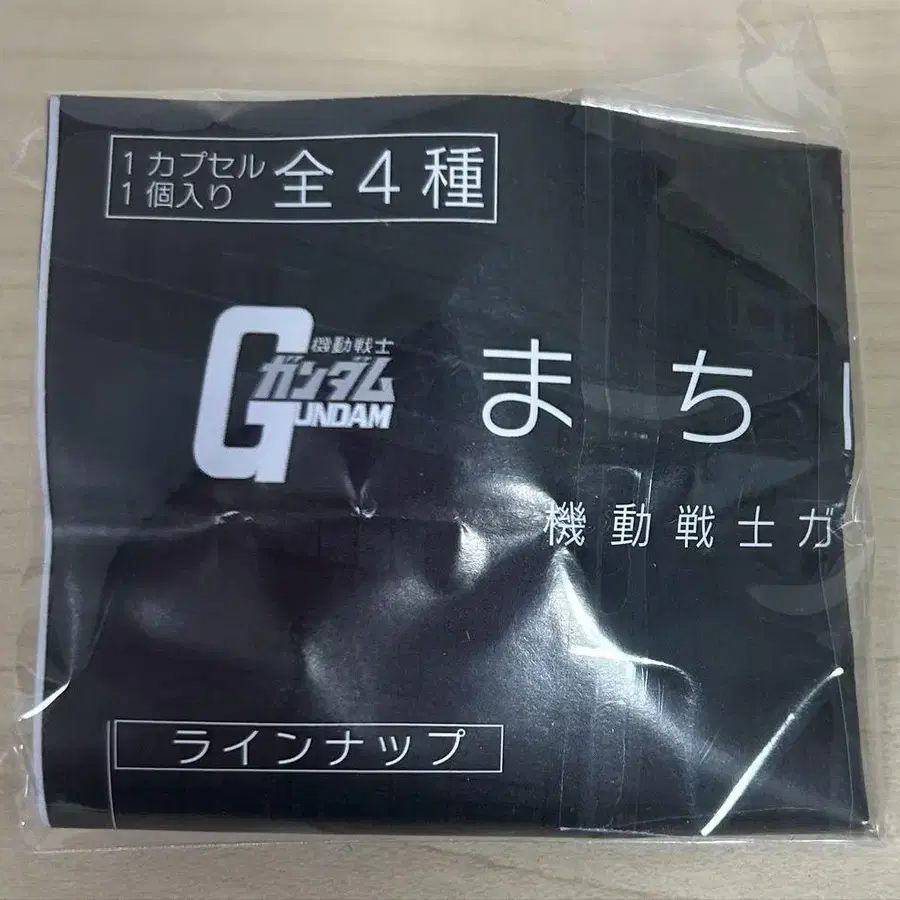 1カプセル
1個入り
全4種
機動戦士
ガンダム
GUNDAM
まち
機動戦士ガ
ラインナップ